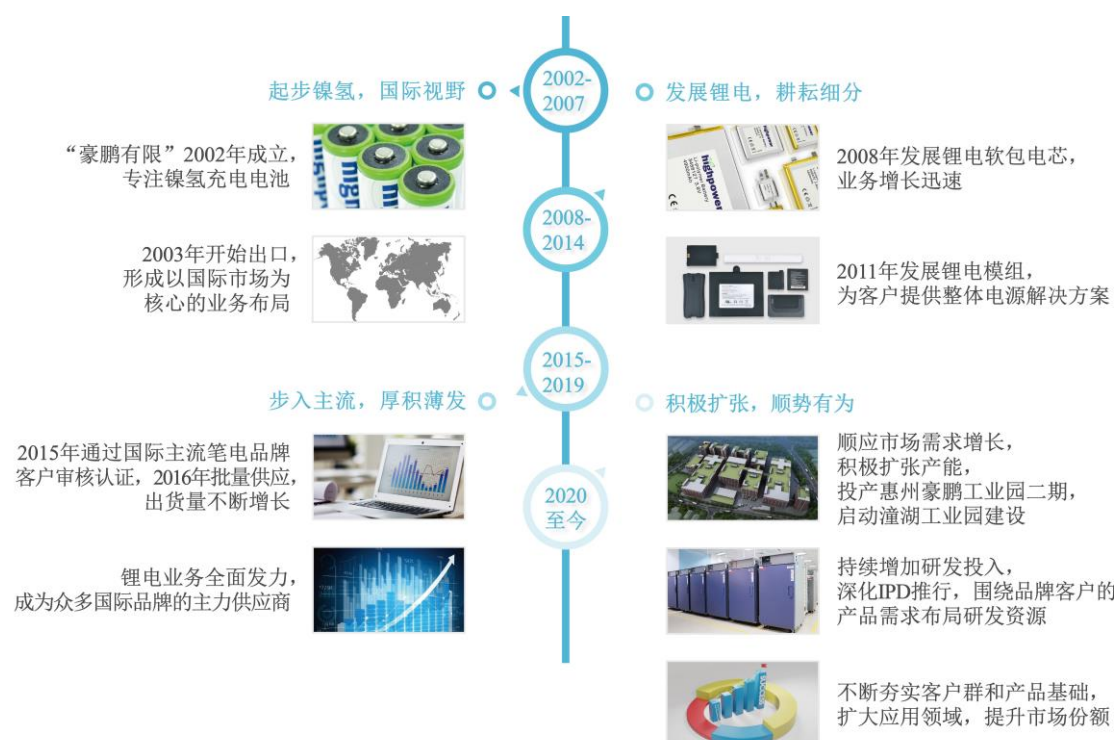 2002-
2007
起步镍氢，国际视野
“豪鹏有限”2002年成立，
专注镍氢充电电池
2003年开始出口，
形成以国际市场为
核心的业务布局
2008-
2014
发展锂电，耕耘细分
highpower
2008年发展锂电软包电芯，
业务增长迅速
2011年发展锂电模组，
为客户提供整体电源解决方案
2015-
2019
步入主流，厚积薄发
2015年通过国际主流笔电品牌
客户审核认证，2016年批量供应，
出货量不断增长
锂电业务全面发力，
成为众多国际品牌的主力供应商
2020
至今
积极扩张，顺势有为
顺应市场需求增长，
积极扩张产能，
投产惠州豪鹏工业园二期，
启动潼湖工业园建设
持续增加研发投入，
深化IPD推行，围绕品牌客户的
产品需求布局研发资源
不断夯实客户群和产品基础，
扩大应用领域，提升市场份额